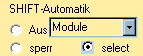 SHIFT-Automatik
Aus Module
sperr select